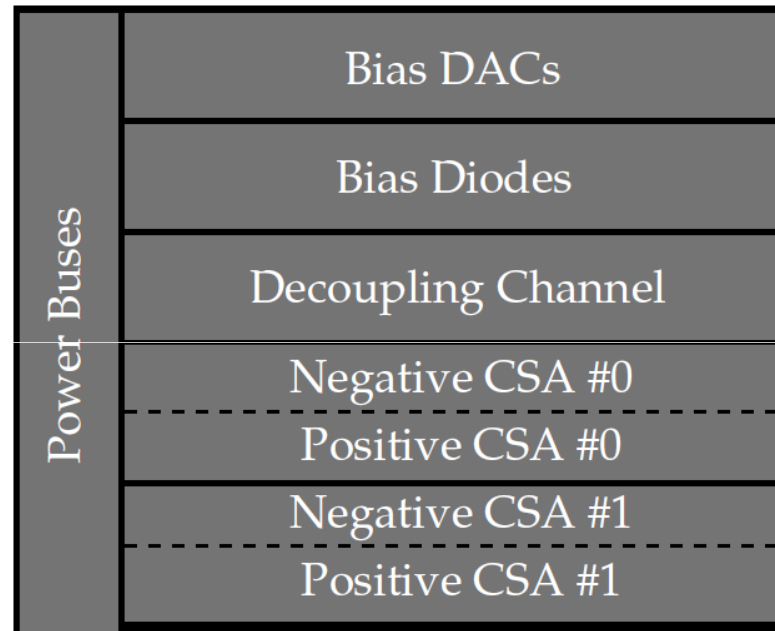 Power Buses
Bias DACs
Bias Diodes
Decoupling Channel
Negative CSA #0
Positive CSA #0
Negative CSA #1
Positive CSA #1